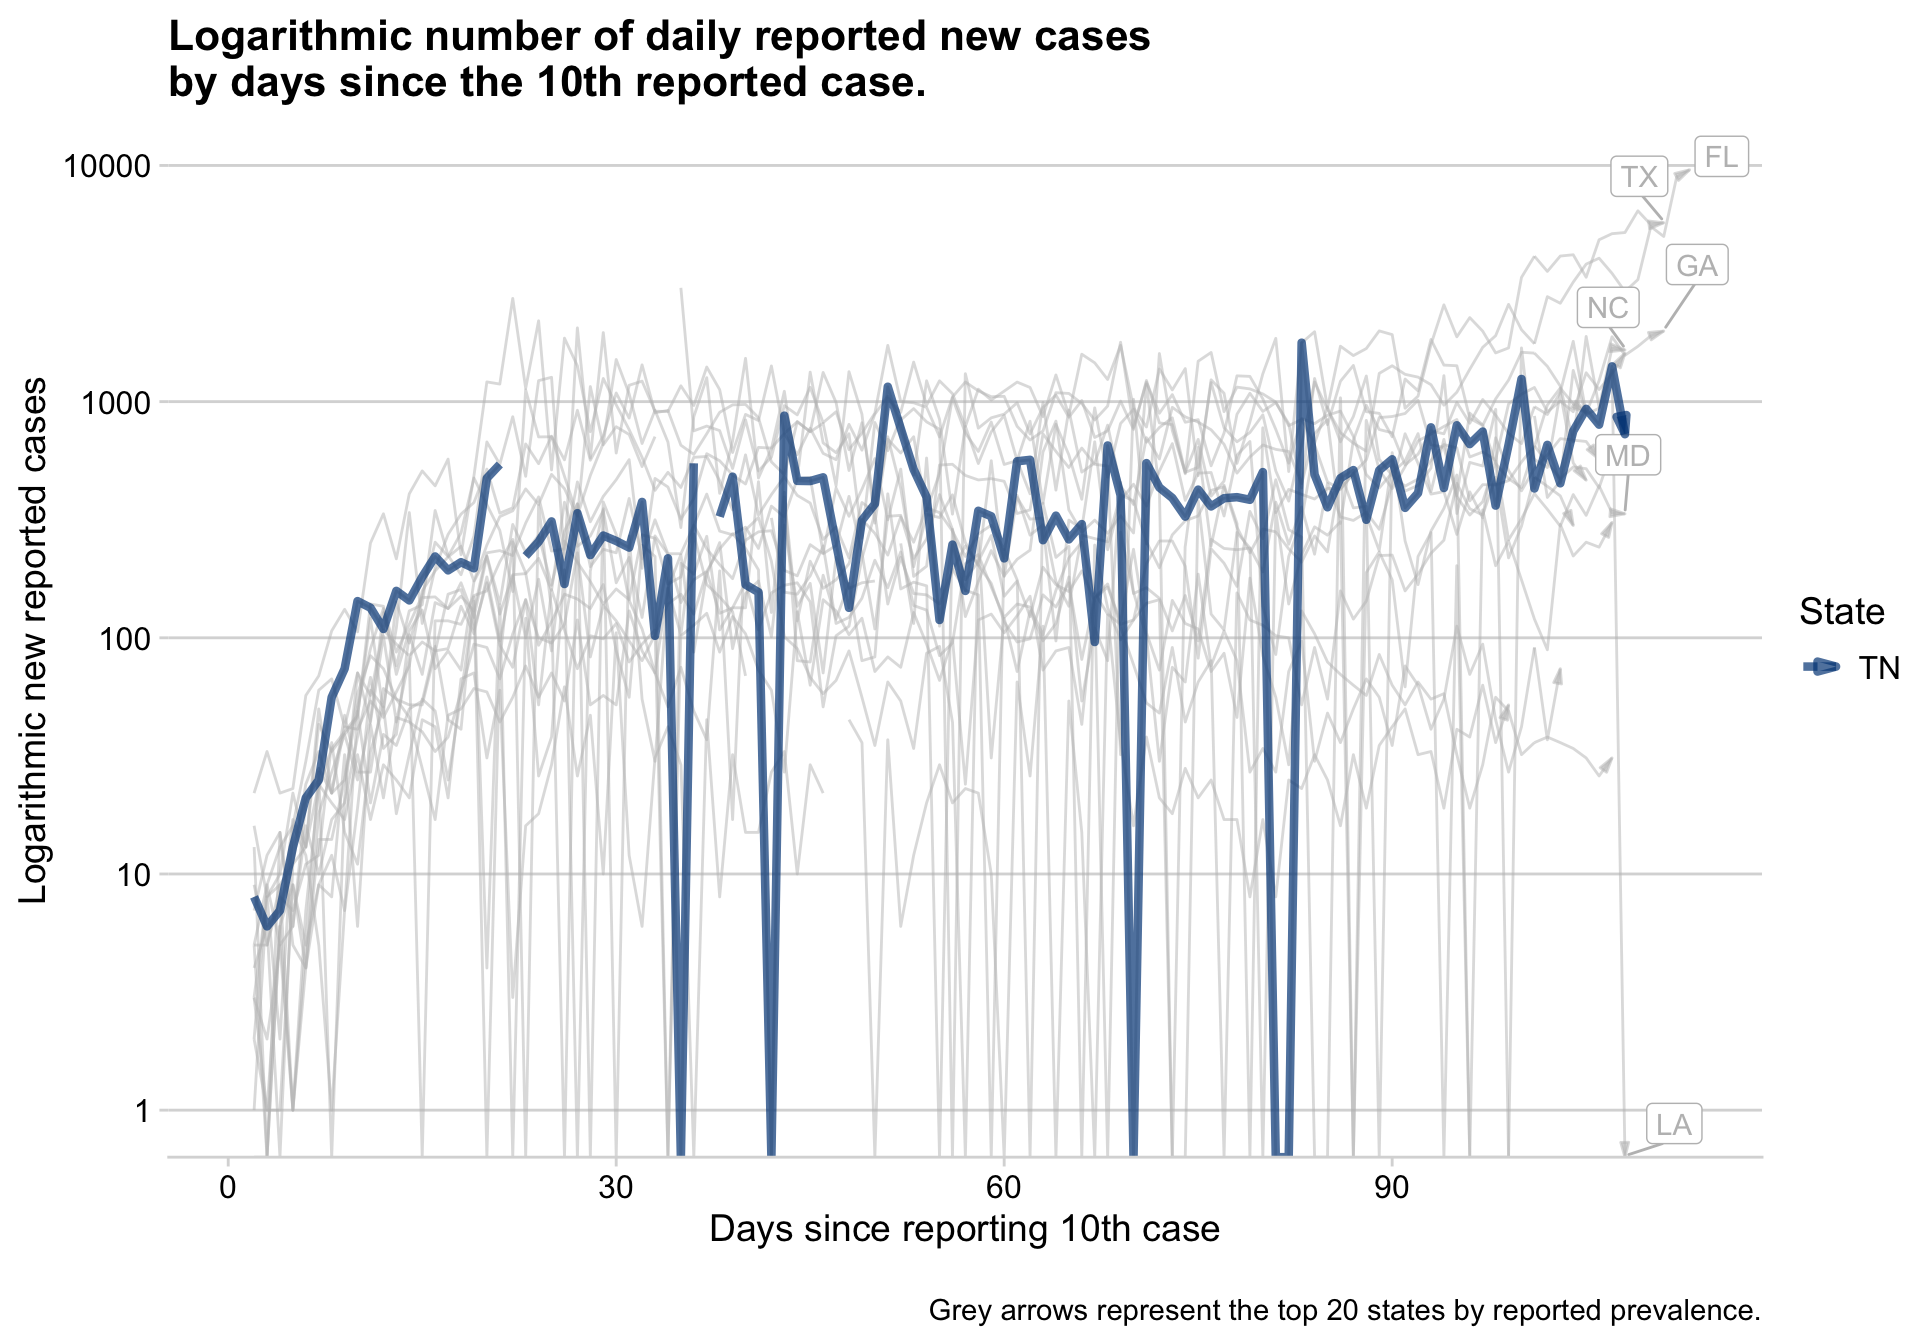 Logarithmic number of daily reported new cases
by days since the 10th reported case.
10000
1000
100
10
1
Logarithmic new reported cases
FL
TX
GA
NC
MD
LA
State
TN
0
30
60
90
Days since reporting 10th case
Grey arrows represent the top 20 states by reported prevalence.